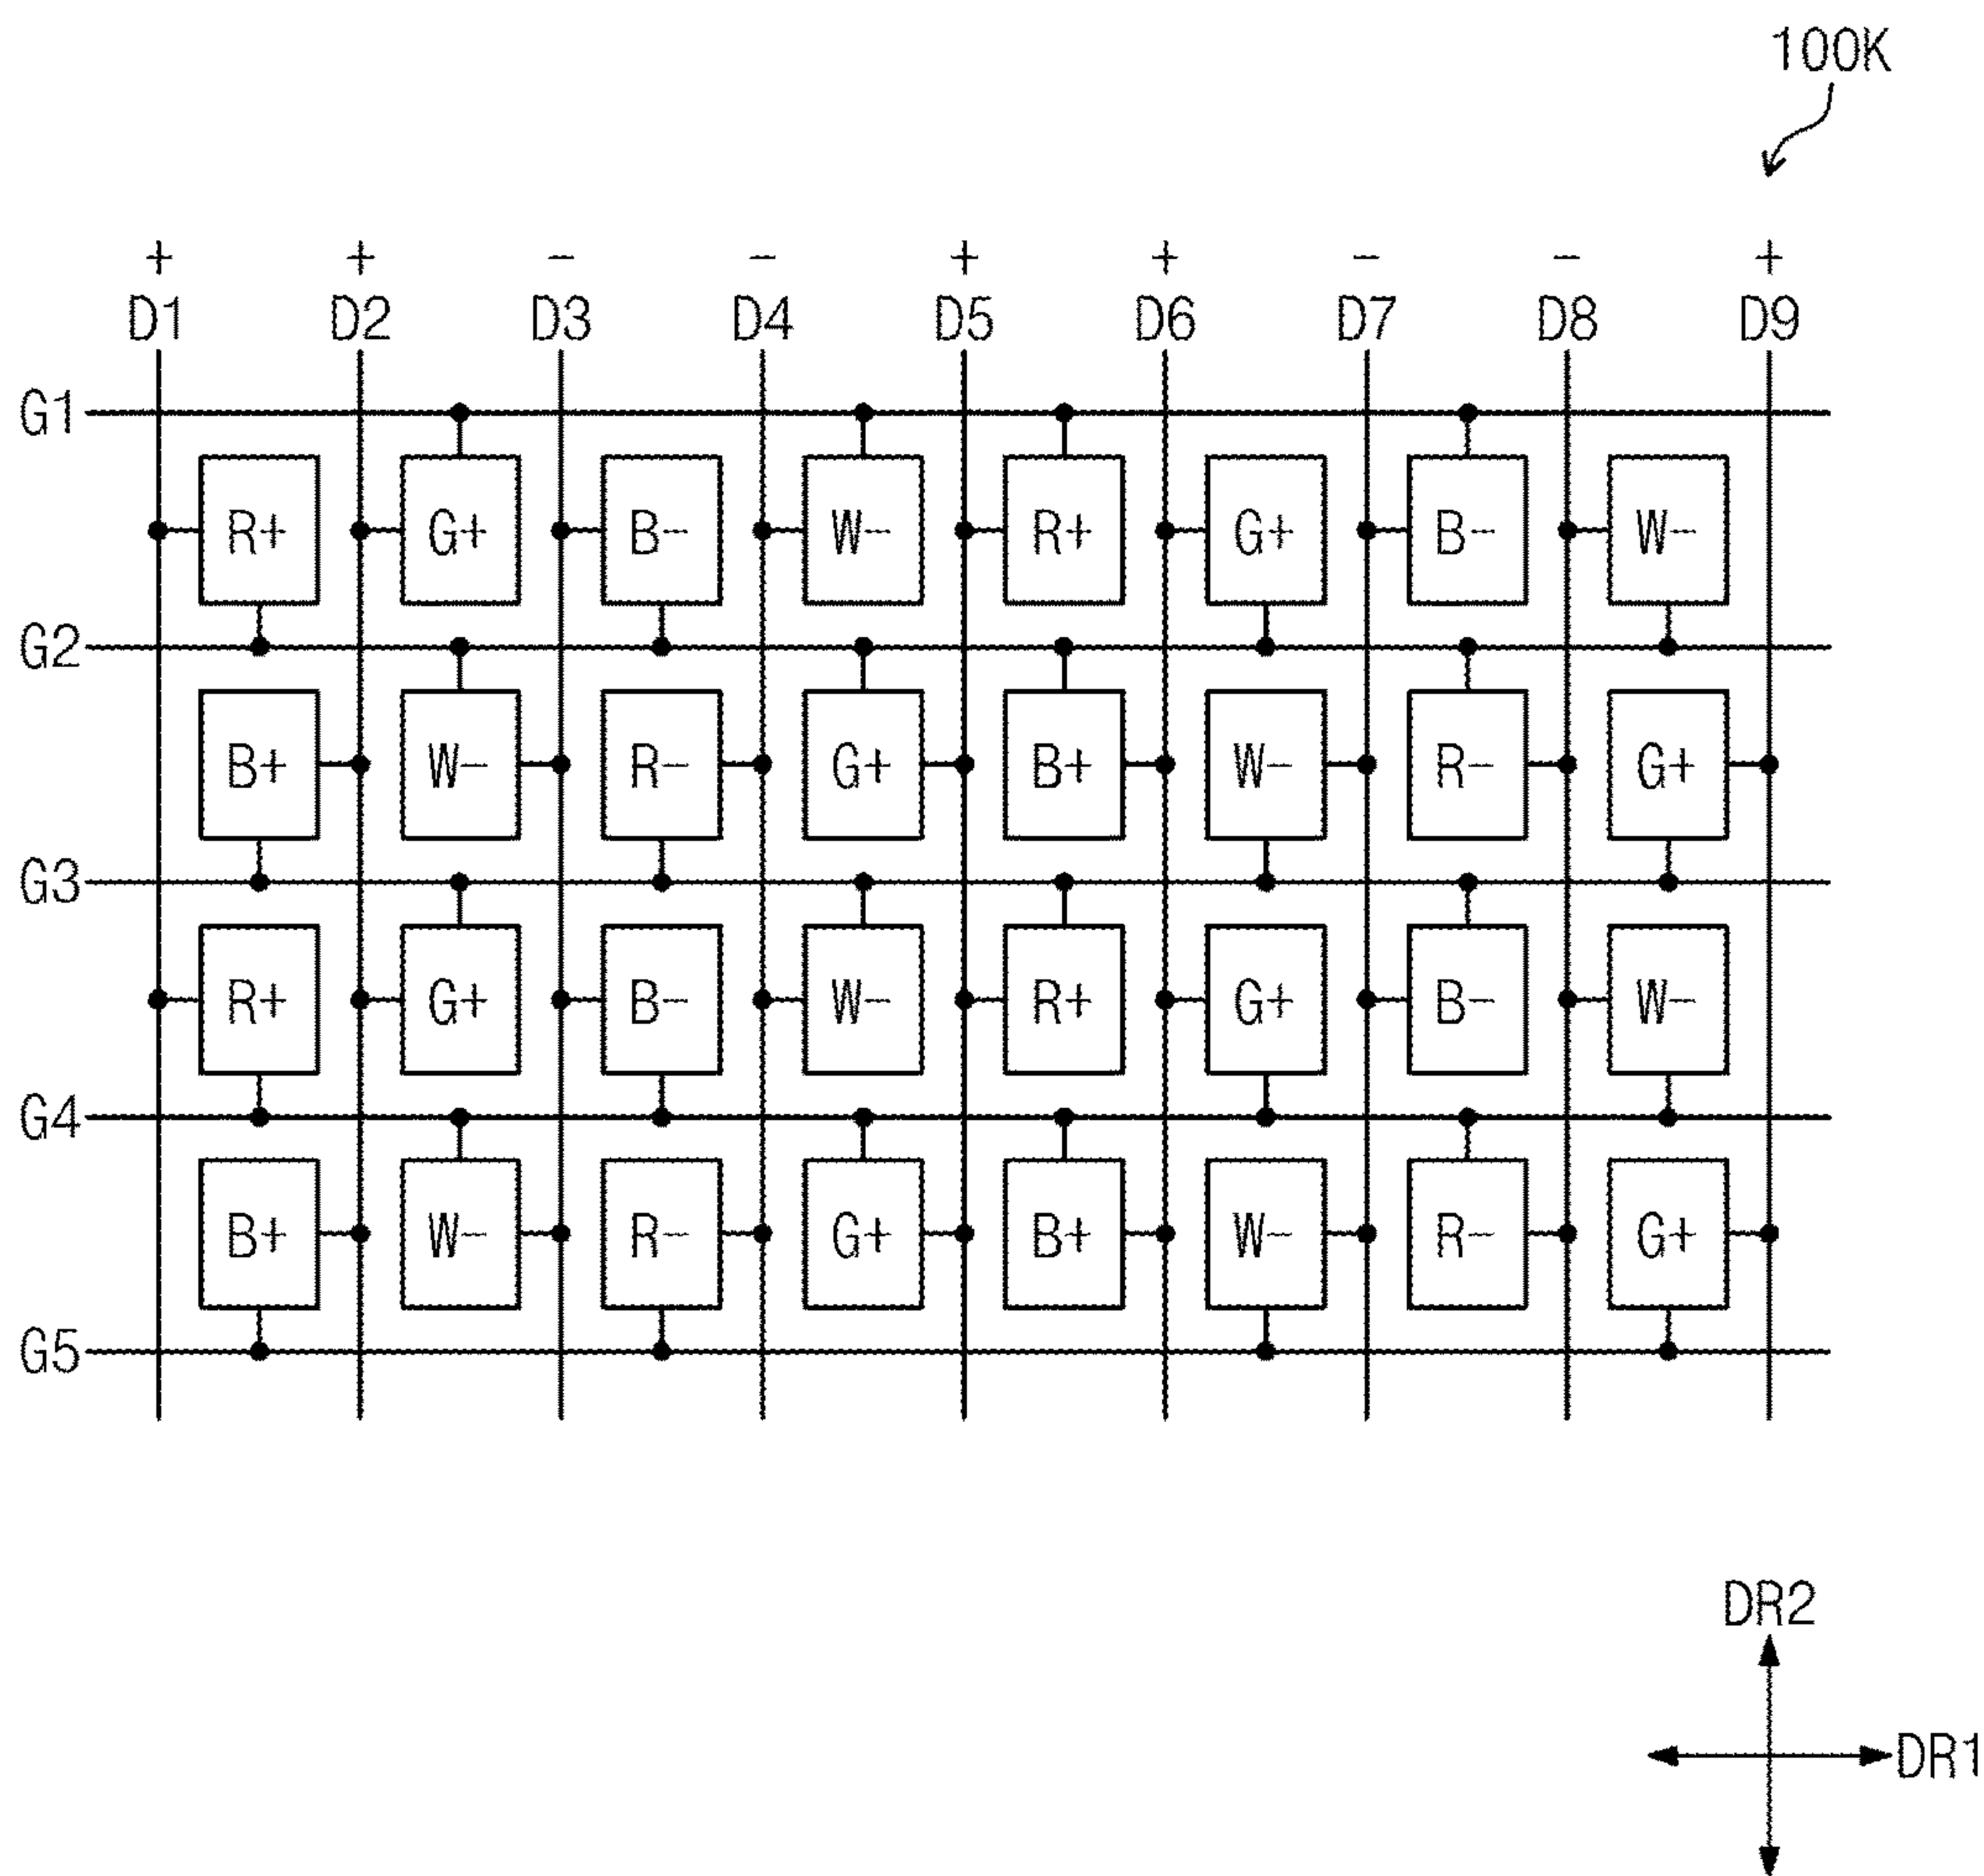 100K
+ + - - + + - - +
D1 D2 D3 D4 D5 D6 D7 D8 D9
G1
R+ G+ B- W- R+ G+ B- W-
G2
B+ W- R- G+ B+ W- R- G+
G3
R+ G+ B- W- R+ G+ B- W-
G4
B+ W- R- G+ B+ W- R- G+
G5
DR2
DR1